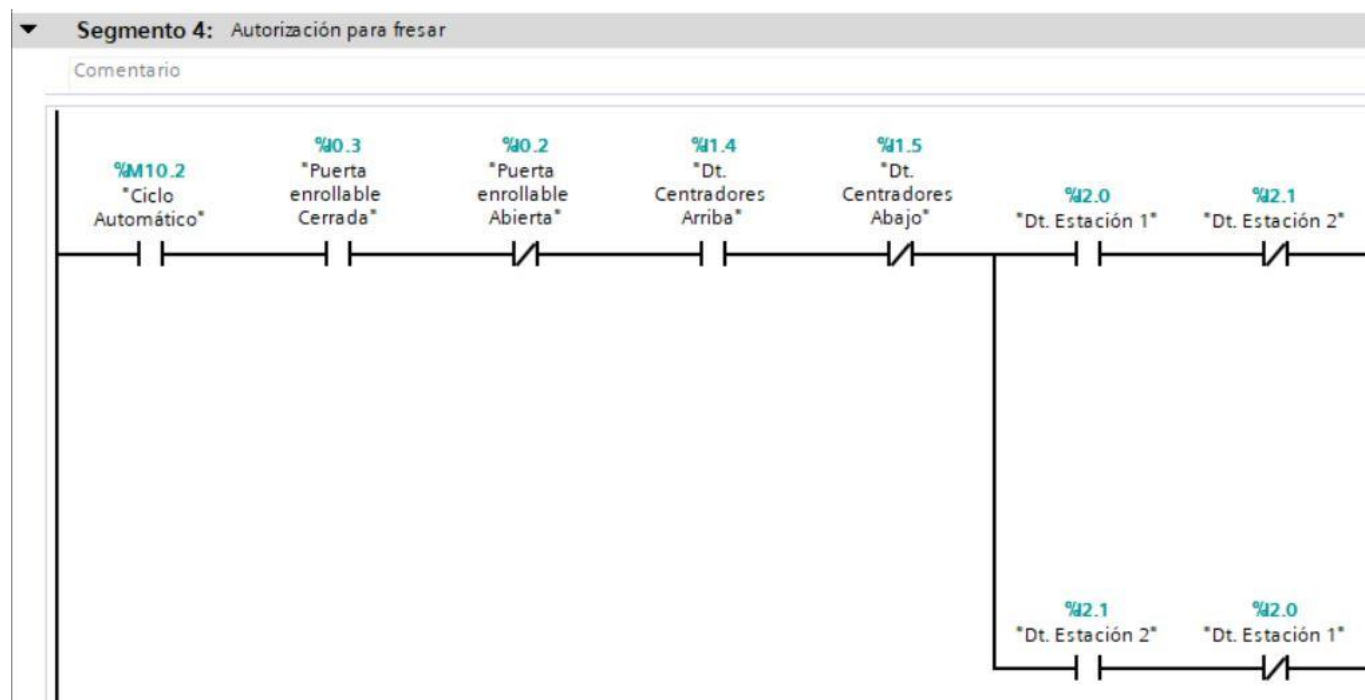 Segmento 4: Autorización para fresar
Comentario
%M10.2
"Ciclo
Automático"
%I0.3
"Puerta
enrollable
Cerrada"
%I0.2
"Puerta
enrollable
Abierta"
%I1.4
"Dt.
Centradores
Arriba"
%I1.5
"Dt.
Centradores
Abajo"
%I2.0
"Dt. Estación 1"
%I2.1
"Dt. Estación 2"
%I2.1
"Dt. Estación 2"
%I2.0
"Dt. Estación 1"